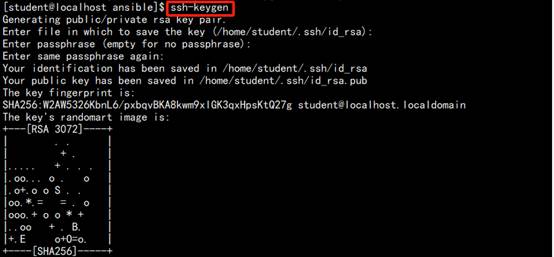 [student@localhost ansible]$ ssh-keygen
Generating public/private rsa key pair.
Enter file in which to save the key (/home/student/.ssh/id_rsa):
Enter passphrase (empty for no passphrase):
Enter same passphrase again:
Your identification has been saved in /home/student/.ssh/id_rsa
Your public key has been saved in /home/student/.ssh/id_rsa.pub
The key fingerprint is:
SHA256:W2AW5326KbnL6/pxbqvBKA8kwm9xlGK3qxHpsKtQ27g student@localhost.localdomain
The key's randomart image is:
+---[RSA 3072]----+
|        . .      |
|         + .     |
|.....   + . . .  |
|.oo... o .   o   |
|.o+.o o S . .    |
|oo.*.=   = . o   |
|ooo.+ o o * +    |
|..oo   + . B.    |
|+.E     o+O=o.   |
+----[SHA256]-----+